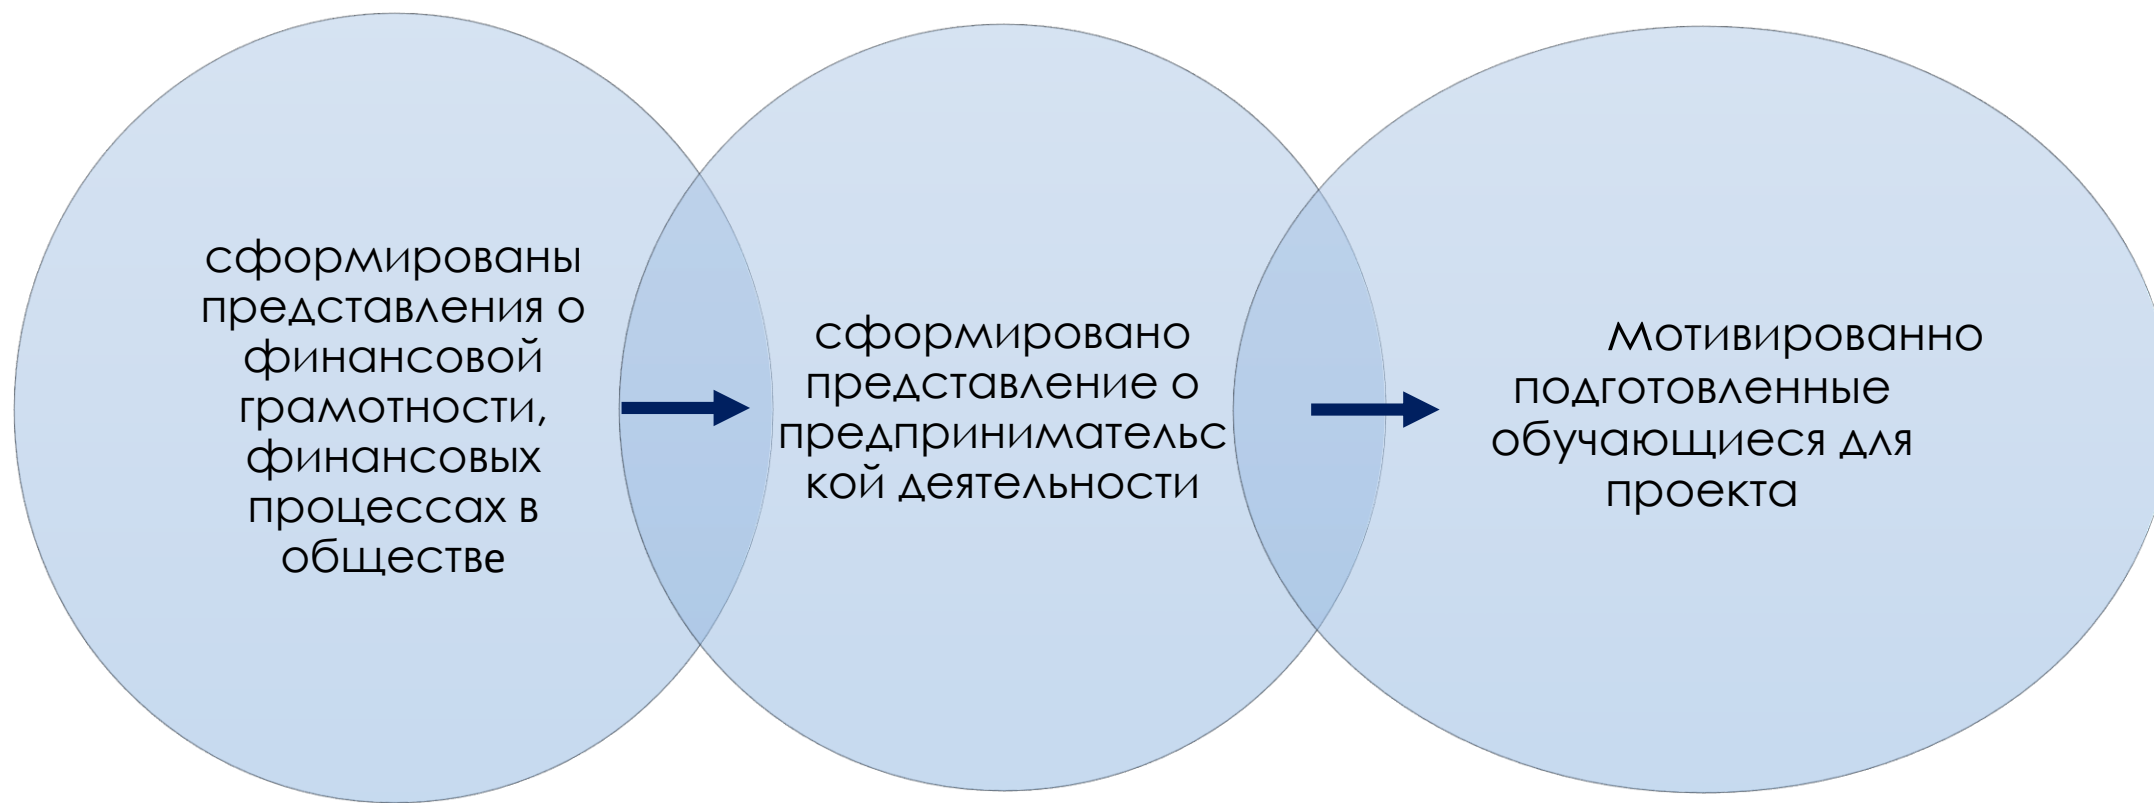 сформированы
представления о
финансовой
грамотности,
финансовых
процессах в
обществе
сформировано
представление о
предпринимательс
кой деятельности
Мотивированно
подготовленные
обучающиеся для
проекта